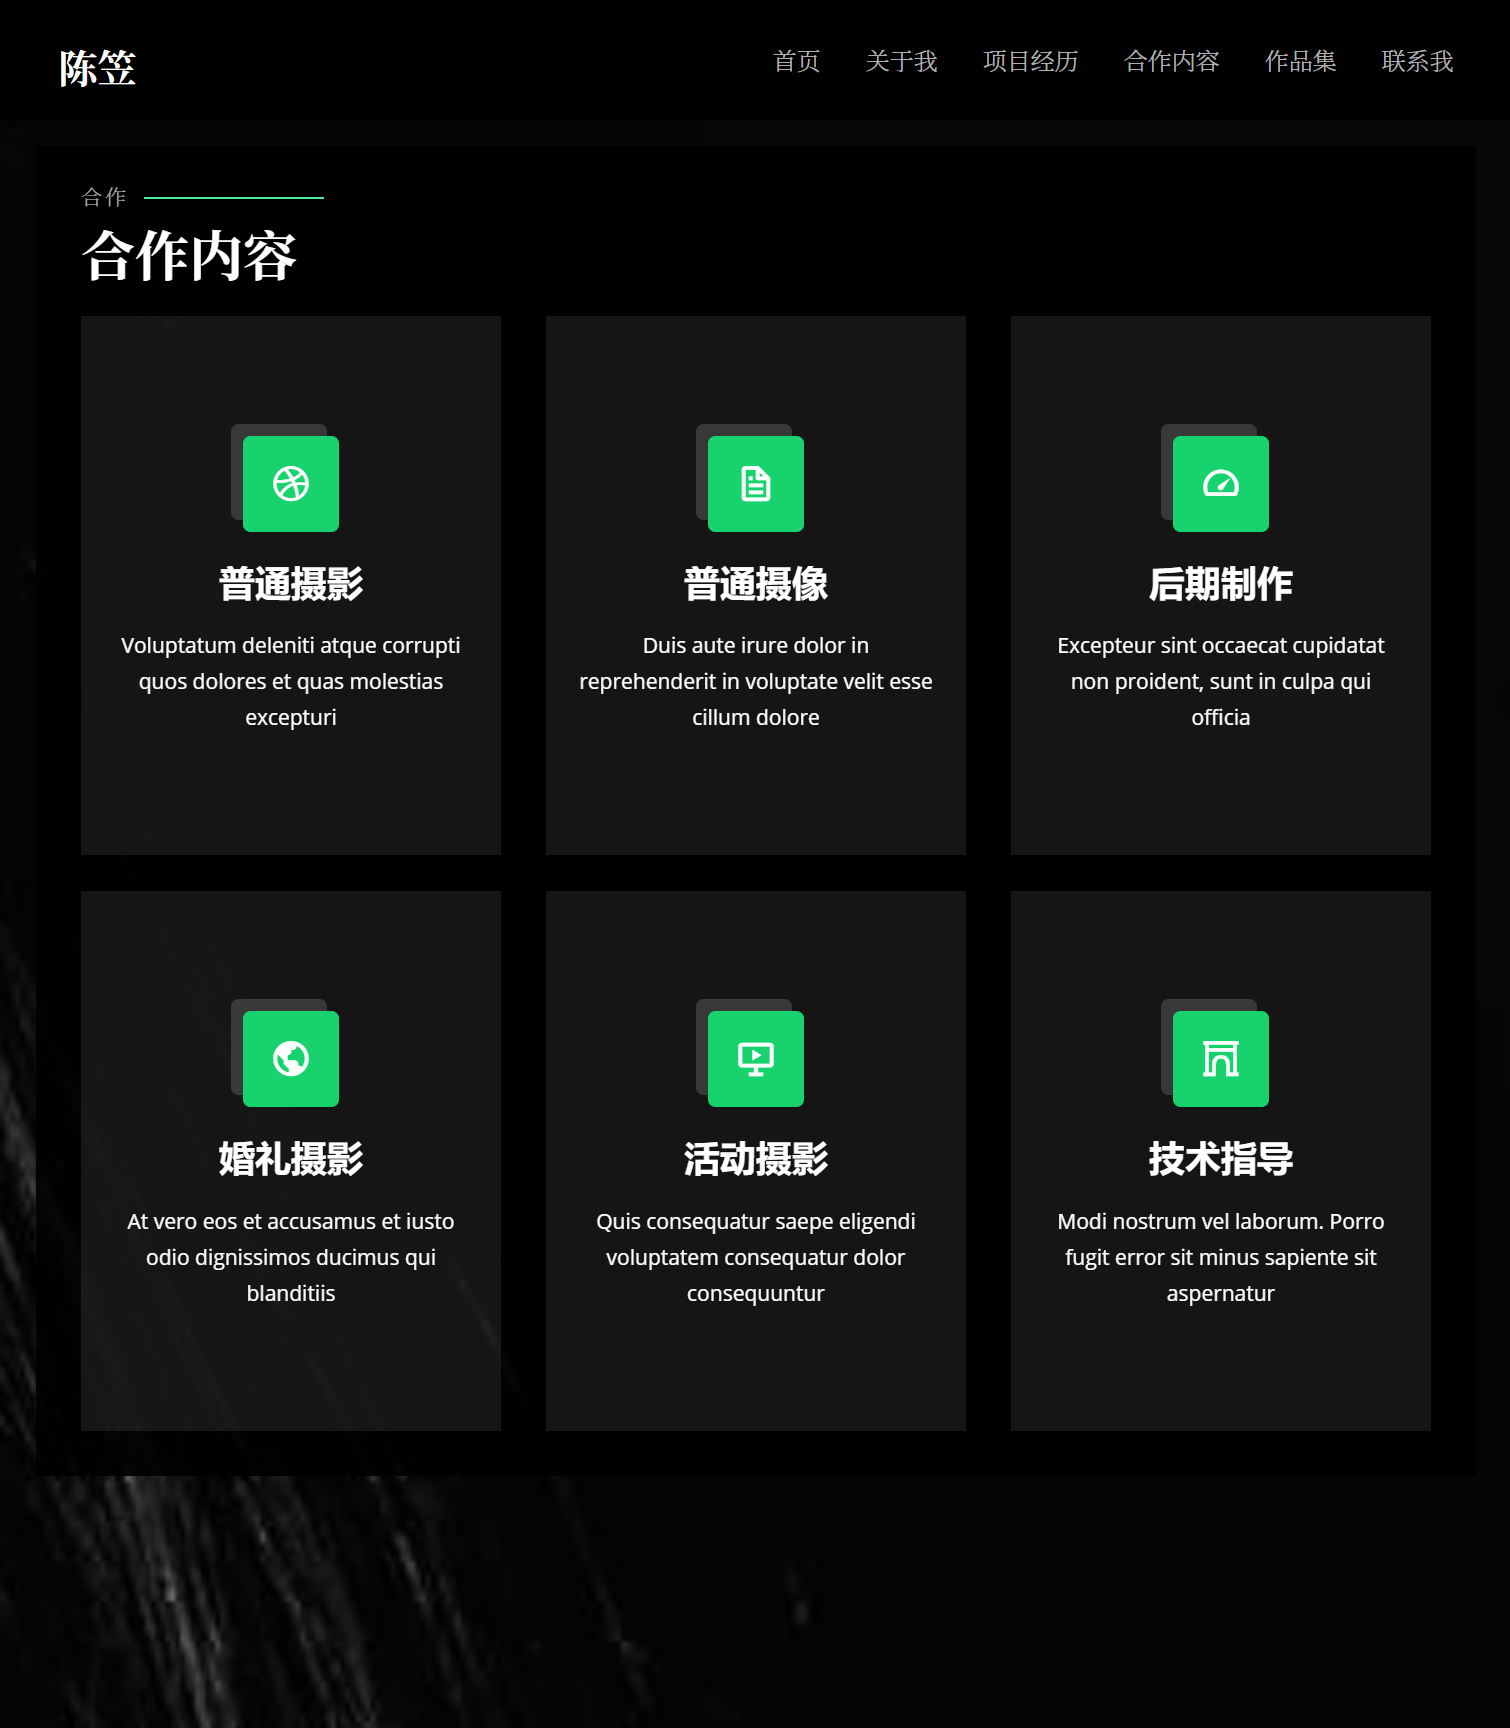 陈笠
首页 关于我 项目经历 合作内容 作品集 联系我
合作
合作内容
普通摄影
Voluptatum deleniti atque corrupti
quos dolores et quas molestias
excepturi
普通摄像
Duis aute irure dolor in
reprehenderit in voluptate velit esse
cillum dolore
后期制作
Excepteur sint occaecat cupidatat
non proident, sunt in culpa qui
officia
婚礼摄影
At vero eos et accusamus et iusto
odio dignissimos ducimus qui
blanditiis
活动摄影
Quis consequatur saepe eligendi
voluptatem consequatur dolor
consequuntur
技术指导
Modi nostrum vel laborum. Porro
fugit error sit minus sapiente sit
aspernatur